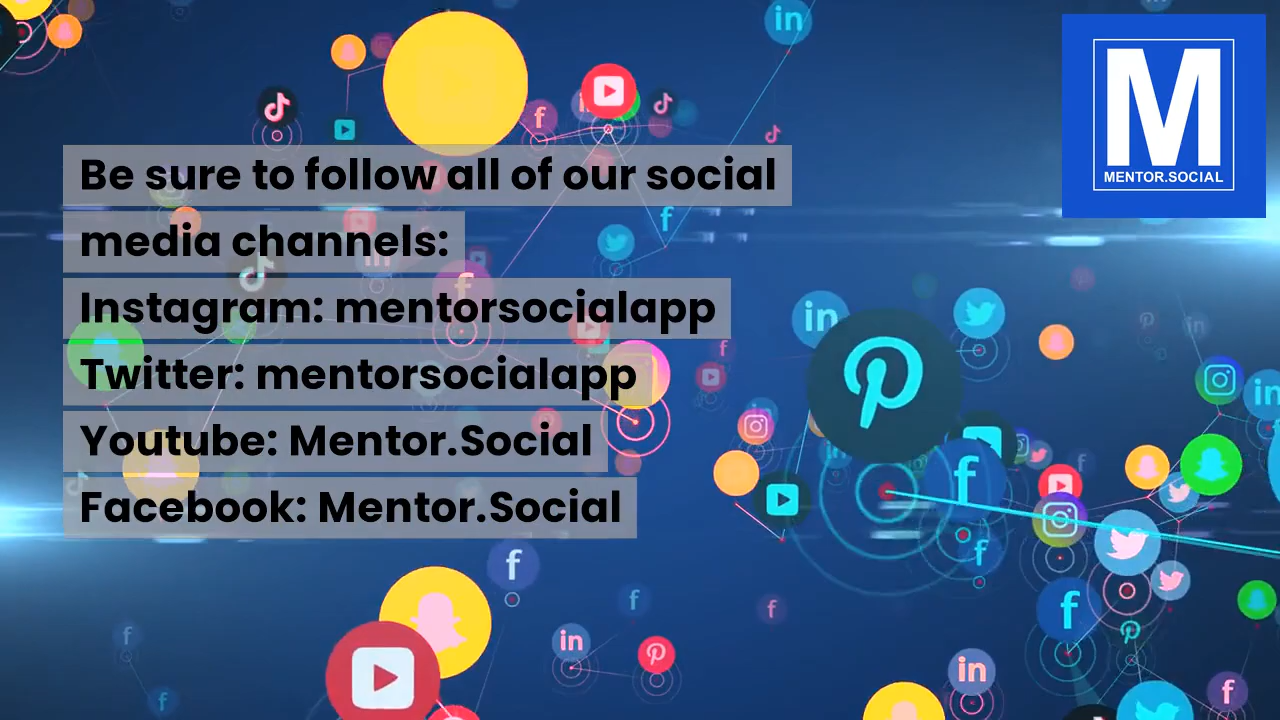 Be sure to follow all of our social
media channels:
Instagram: mentorsocialapp
Twitter: mentorsocialapp
Youtube: Mentor.Social
Facebook: Mentor.Social
M
MENTOR.SOCIAL